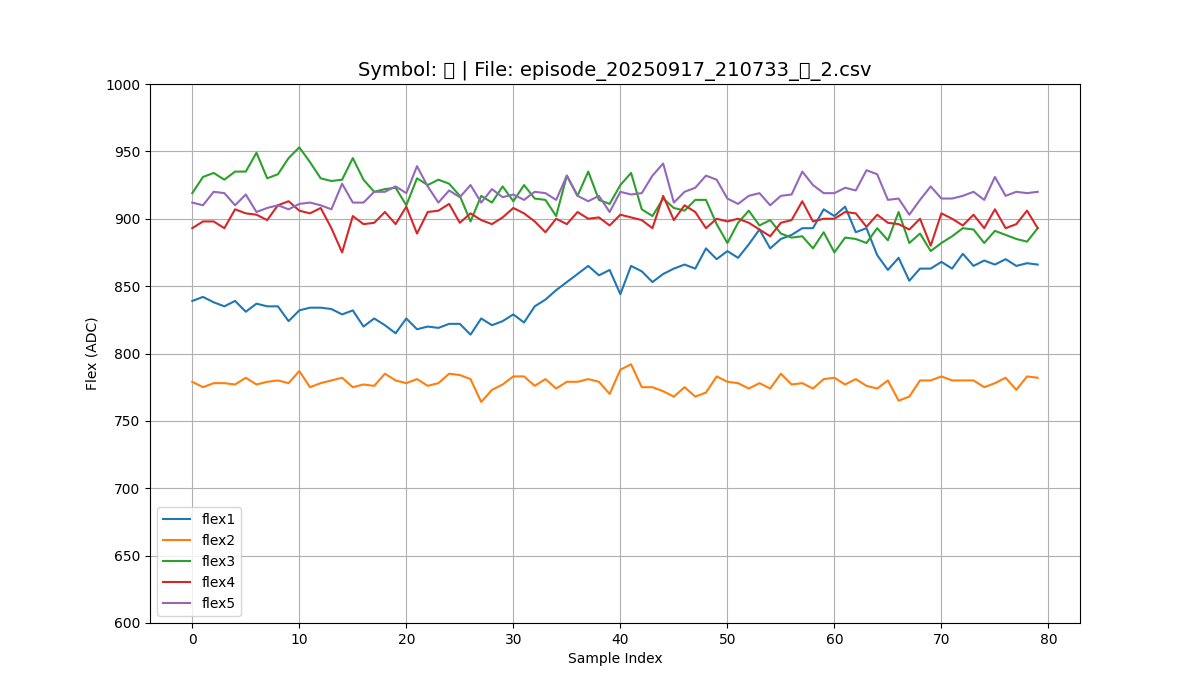 Symbol: | File: episode_20250917_210733_ _2.csv
1000
950
900
850
800
750
700
650
600
Flex (ADC)
flex1
flex2
flex3
flex4
flex5
0 10 20 30 40 50 60 70 80
Sample Index